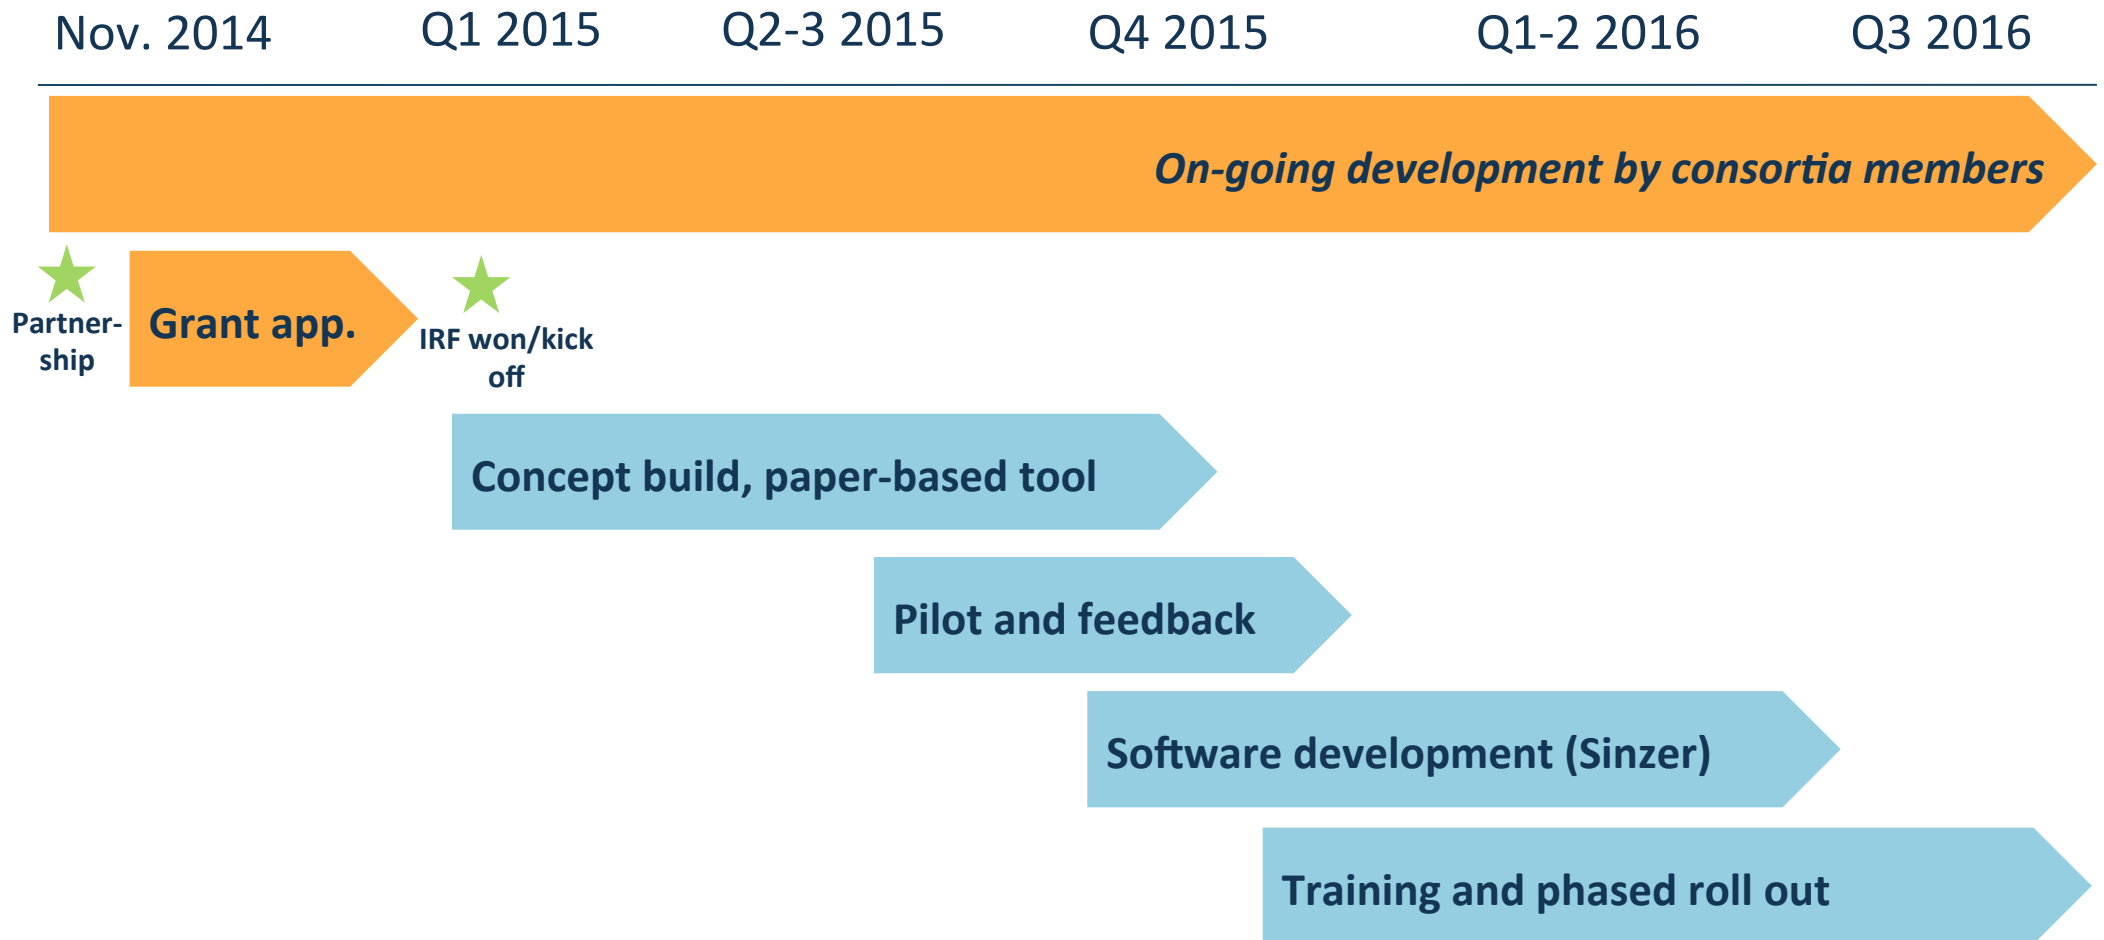 Nov. 2014
Q1 2015
Q2-3 2015
Q4 2015
Q1-2 2016
Q3 2016
On-going development by consortia members
Partner-
ship
Grant app.
IRF won/kick
off
Concept build, paper-based tool
Pilot and feedback
Software development (Sinzer)
Training and phased roll out